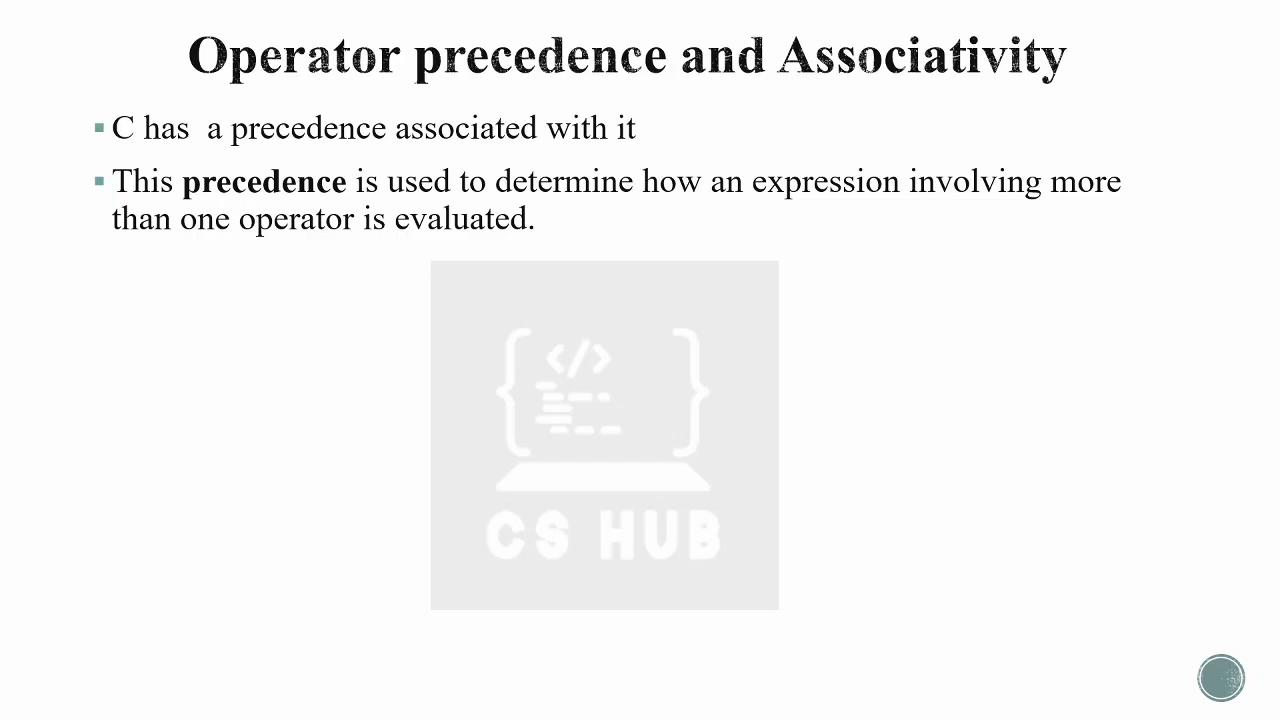 Operator precedence and Associativity
C has  a precedence associated with it
This precedence is used to determine how an expression involving more
than one operator is evaluated.
</>
CS HUB